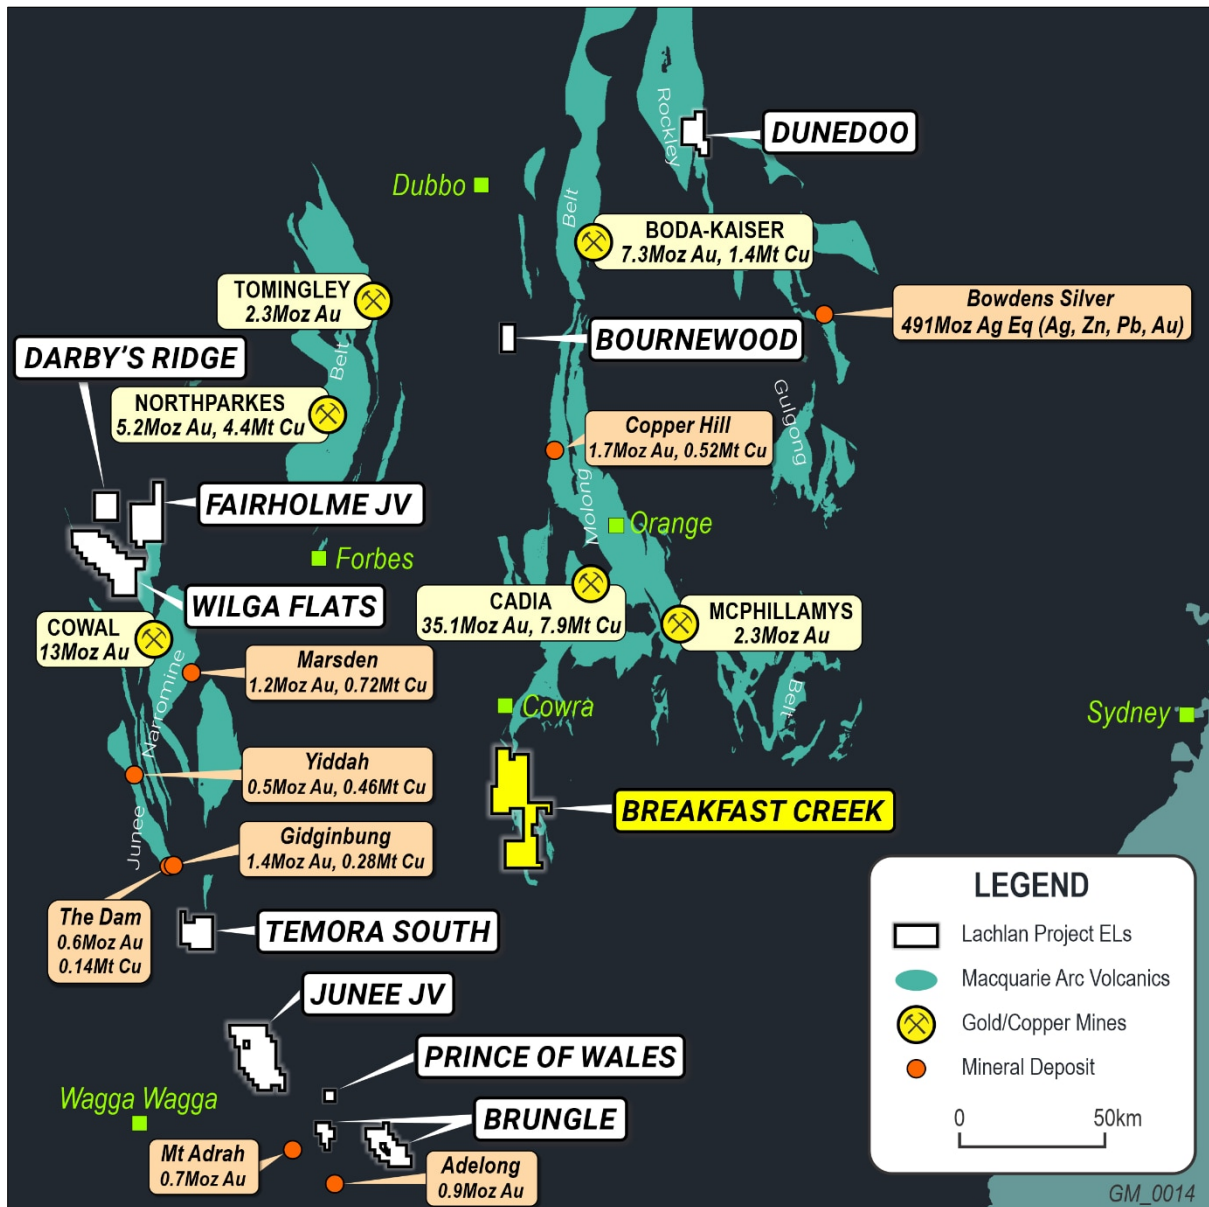 Rockley
DUNEDOO
Dubbo
Belt
BODA-KAISER
7.3Moz Au, 1.4Mt Cu
TOMINGLEY
2.3Moz Au
Bowdens Silver
491Moz Ag Eq (Ag, Zn, Pb, Au)
BOURNEWOOD
DARBY'S RIDGE
Belt
NORTHPARKES
5.2Moz Au, 4.4Mt Cu
Gulgong
Copper Hill
1.7Moz Au, 0.52Mt Cu
Molong
FAIRHOLME JV
Orange
Forbes
WILGA FLATS
CADIA
35.1Moz Au, 7.9Mt Cu
MCPHILLAMYS
2.3Moz Au
COWAL
13Moz Au
Marsden
1.2Moz Au, 0.72Mt Cu
Narromine
Belt
Cowra
Sydney
Yiddah
0.5Moz Au, 0.46Mt Cu
BREAKFAST CREEK
Junee
Gidginbung
1.4Moz Au, 0.28Mt Cu
The Dam
0.6Moz Au
0.14Mt Cu
TEMORA SOUTH
JUNEE JV
PRINCE OF WALES
Wagga Wagga
BRUNGLE
Mt Adrah
0.7Moz Au
Adelong
0.9Moz Au
LEGEND
Lachlan Project ELs
Macquarie Arc Volcanics
Gold/Copper Mines
Mineral Deposit
0 50km
GM_0014